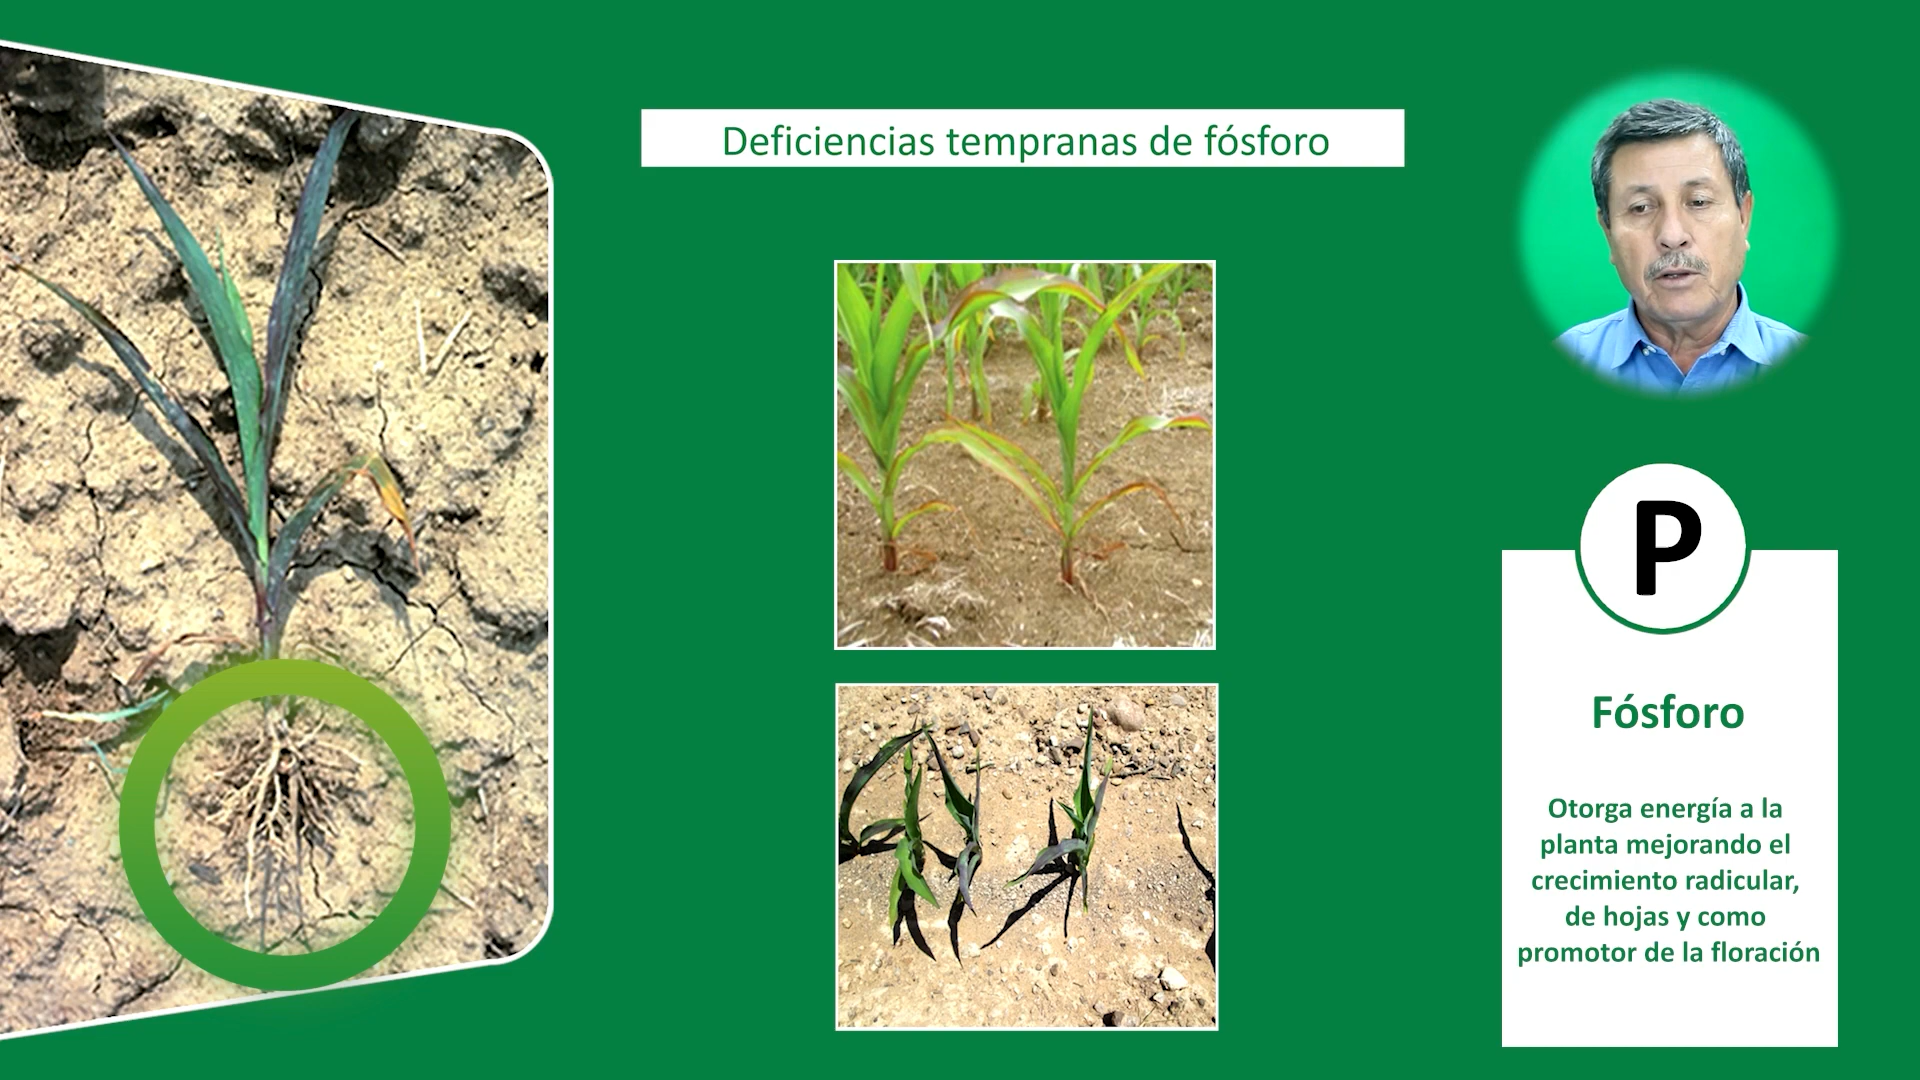 Deficiencias tempranas de fósforo
P
Fósforo
Otorga energía a la
planta mejorando el
crecimiento radicular,
de hojas y como
promotor de la floración